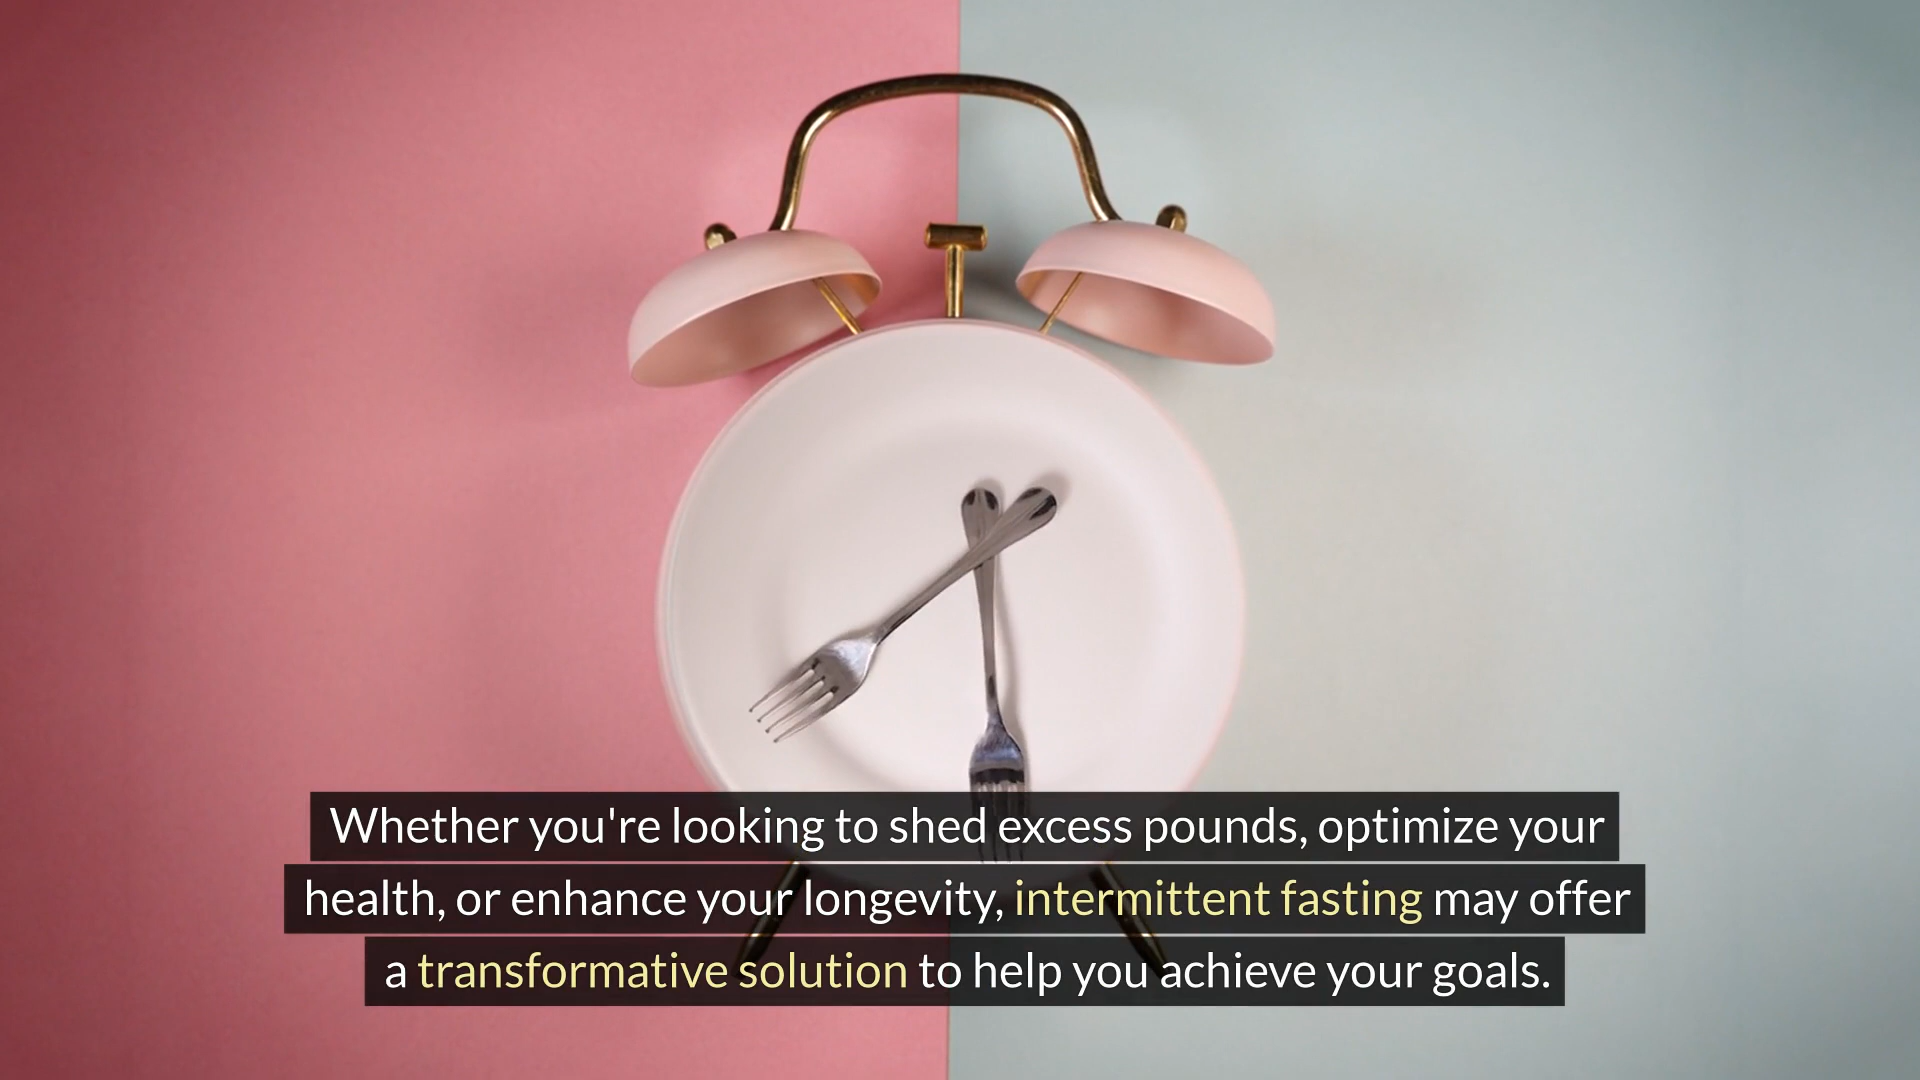 Whether you're looking to shed excess pounds, optimize your
health, or enhance your longevity, intermittent fasting may offer
a transformative solution to help you achieve your goals.